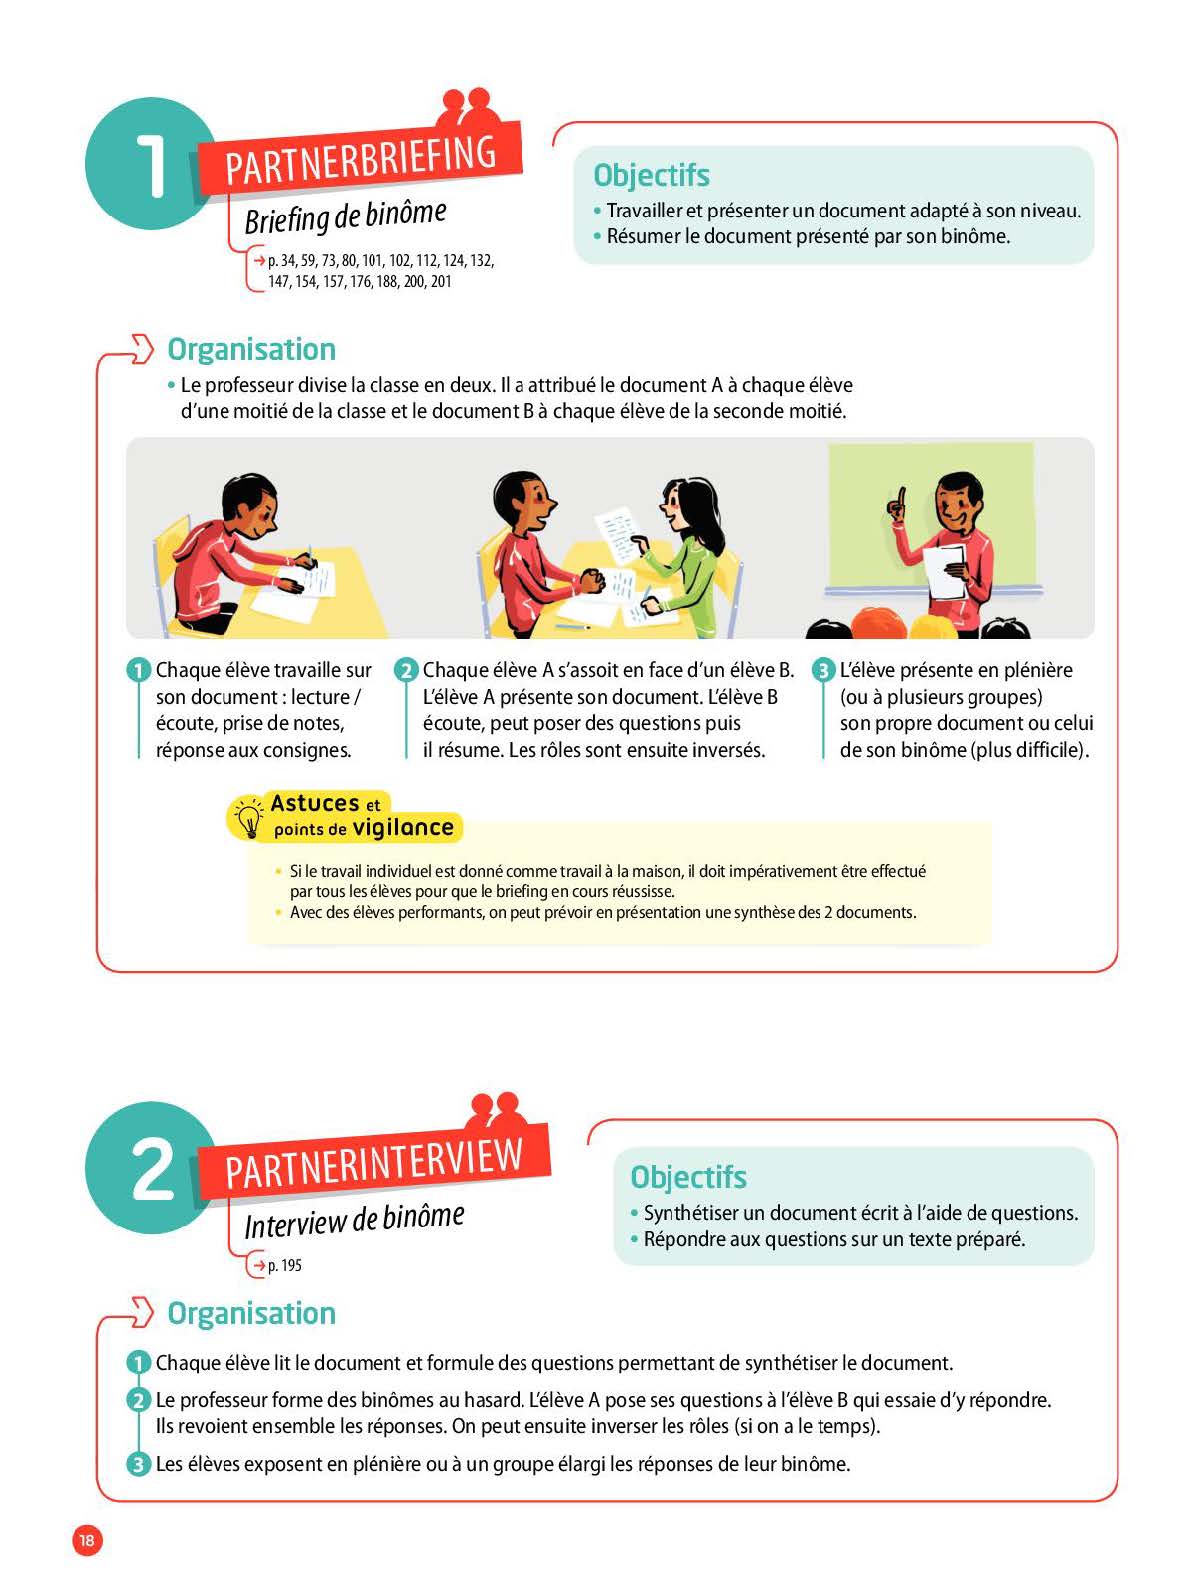 1
PARTNERBRIEFING
Briefing de binôme
→ p. 34, 59, 73, 80, 101, 102, 112, 124, 132,
147, 154, 157, 176, 188, 200, 201
Objectifs
• Travailler et présenter un document adapté à son niveau.
• Résumer le document présenté par son binôme.
Organisation
• Le professeur divise la classe en deux. Il a attribué le document A à chaque élève
d’une moitié de la classe et le document B à chaque élève de la seconde moitié.
1 Chaque élève travaille sur
son document : lecture /
écoute, prise de notes,
réponse aux consignes.
2 Chaque élève A s’assoit en face d’un élève B.
L’élève A présente son document. L’élève B
écoute, peut poser des questions puis
il résume. Les rôles sont ensuite inversés.
3 L’élève présente en plénière
(ou à plusieurs groupes)
son propre document ou celui
de son binôme (plus difficile).
Astuces et
points de vigilance
• Si le travail individuel est donné comme travail à la maison, il doit impérativement être effectué
par tous les élèves pour que le briefing en cours réussisse.
• Avec des élèves performants, on peut prévoir en présentation une synthèse des 2 documents.
2
PARTNERINTERVIEW
Interview de binôme
→ p. 195
Objectifs
• Synthétiser un document écrit à l’aide de questions.
• Répondre aux questions sur un texte préparé.
Organisation
1 Chaque élève lit le document et formule des questions permettant de synthétiser le document.
2 Le professeur forme des binômes au hasard. L’élève A pose ses questions à l’élève B qui essaie d’y répondre.
Ils revoient ensemble les réponses. On peut ensuite inverser les rôles (si on a le temps).
3 Les élèves exposent en plénière ou à un groupe élargi les réponses de leur binôme.
18